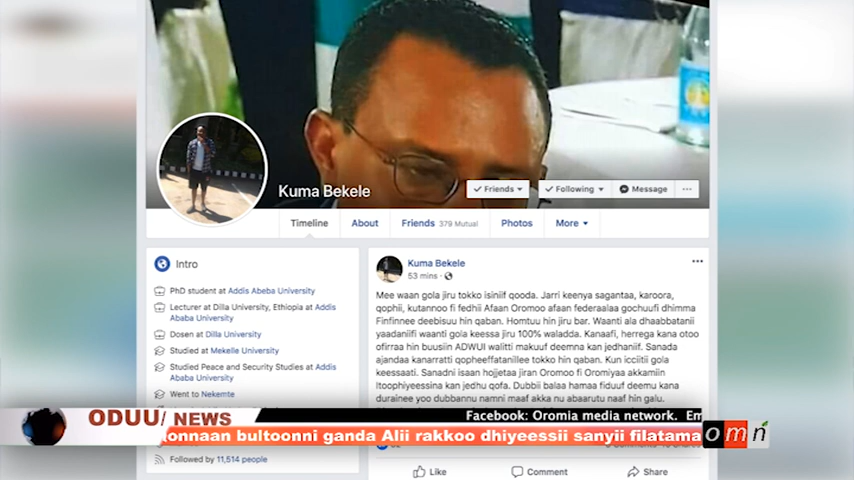 Kuma Bekele
Friends
Following
Message
Timeline
About
Friends 379 Mutual
Photos
More
Intro
PhD student at Addis Ababa University
Lecturer at Dilla University, Ethiopia at Addis
Ababa University
Dosen at Dilla University
Studied at Mekelle University
Studied Peace and Security Studies at Addis
Ababa University
Went to Nekemte
Followed by 11,514 people
Kuma Bekele
53 mins
Mee waan gola jiru tokko isiniif qooda. Jarri keenya sagantaa, karoora,
qophii, kutannoo fi fedhii Afaan Oromoo afaan federaalaa gochuufi dhimma
Finfinnee deebisuu hin qaban. Homtuu hin jiru bar. Waanti ala dhaabbatanii
yaadaniifi waanti gola keessa jiru 100% waladda. Kanaafi, herrega kana otoo
ofirraa hin buusiin ADWUI walitti makuuf deemna kan jedhaniif. Sanada
ajandaa kanarratti qopheeffatanillee tokko hin qaban. Kun icciitii gola
keessaati. Sanadni isaan hojjetaa jiran Oromoo fi Oromiyaa akkamiin
Itoophiyeessina kan jedhu qofa. Dubbii balaa hamaa fiduuf deemu kana
durainee yoo dubbannu namni maaf akka nu abaarutu naaf hin galu.
Like
Comment
Share
ODUU/ NEWS
Facebook: Oromia media network. Em
konnaan bultoonni ganda Alii rakkoo dhiyeessii sanyii filatama
omn